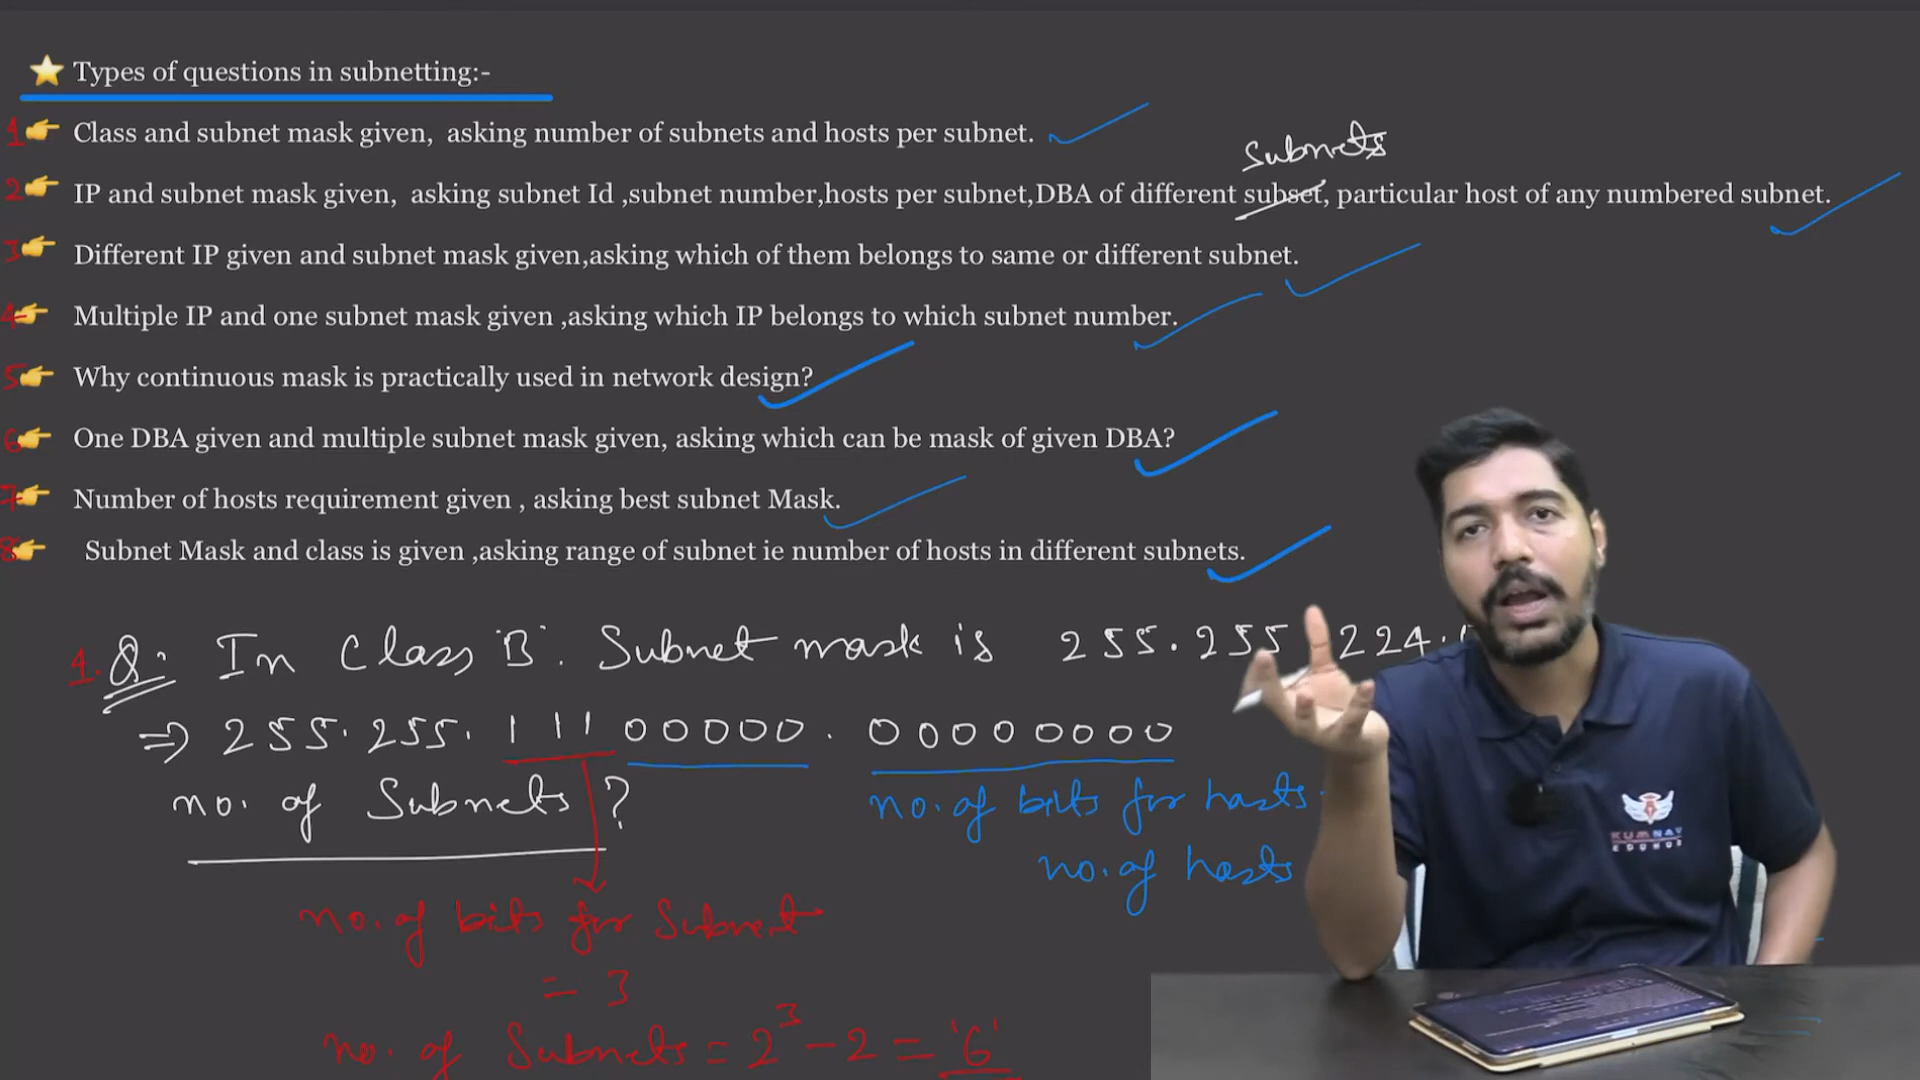 Types of questions in subnetting:-
1 Class and subnet mask given, asking number of subnets and hosts per subnet.
Subnets
2 IP and subnet mask given, asking subnet Id ,subnet number,hosts per subnet,DBA of different subset, particular host of any numbered subnet.
3 Different IP given and subnet mask given,asking which of them belongs to same or different subnet.
4 Multiple IP and one subnet mask given ,asking which IP belongs to which subnet number.
5 Why continuous mask is practically used in network design?
6 One DBA given and multiple subnet mask given, asking which can be mask of given DBA?
7 Number of hosts requirement given , asking best subnet Mask.
8 Subnet Mask and class is given ,asking range of subnet ie number of hosts in different subnets.
1. Q: In Class 'B'. Subnet mask is 255.255.224.
⇒ 255.255.11100000.00000000
no. of Subnets ?
no. of bits for hosts
no. of hosts
no. of bits for Subnet
= 3
no. of Subnets = 2³ - 2 = '6'
KUMNAV